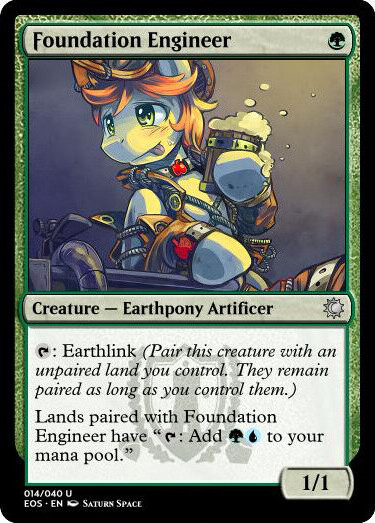 Foundation Engineer
Creature — Earthpony Artificer
: Earthlink (Pair this creature with an
unpaired land you control. They remain
paired as long as you control them.)
Lands paired with Foundation
Engineer have “: Add to your
mana pool.”
1/1
014/040 U
EOS · EN Saturn Space